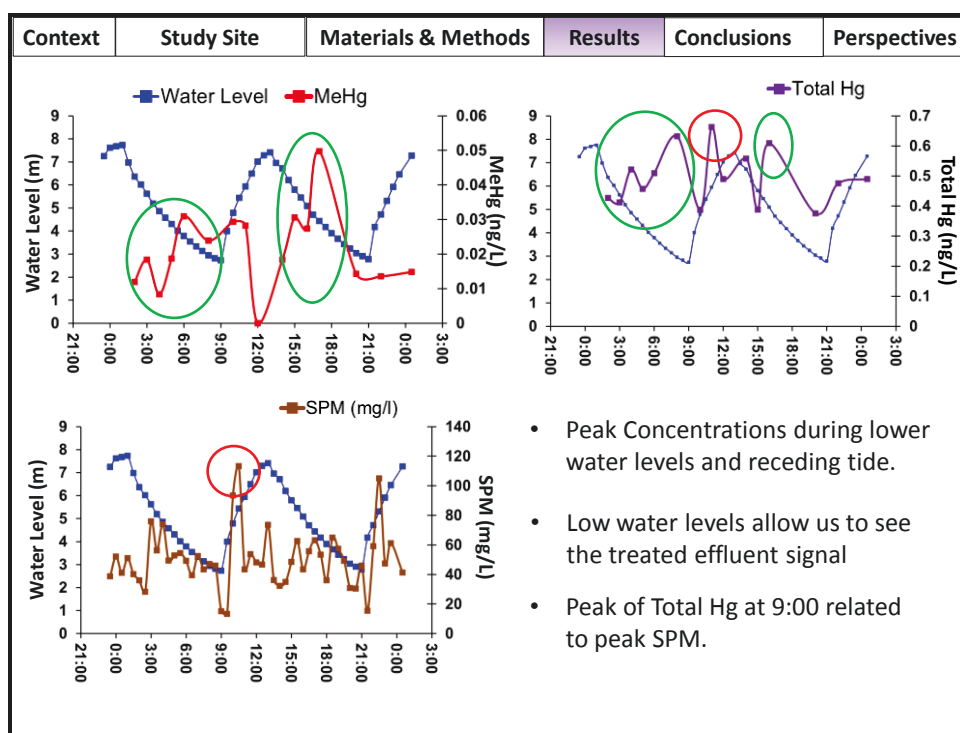 Context Study Site Materials & Methods Results Conclusions Perspectives
Water Level MeHg
Water Level (m)
9
8
7
6
5
4
3
2
1
0
0.06
0.05
0.04
0.03
0.02
0.01
0
MeHg (ng/L)
21:00 0:00 3:00 6:00 9:00 12:00 15:00 18:00 21:00 0:00 3:00
Total Hg
Water Level (m)
9
8
7
6
5
4
3
2
1
0
0.7
0.6
0.5
0.4
0.3
0.2
0.1
0
Total Hg (ng/L)
21:00 0:00 3:00 6:00 9:00 12:00 15:00 18:00 21:00 0:00 3:00
SPM (mg/l)
Water Level (m)
9
8
7
6
5
4
3
2
1
0
140
120
100
80
60
40
20
0
SPM (mg/L)
21:00 0:00 3:00 6:00 9:00 12:00 15:00 18:00 21:00 0:00 3:00
• Peak Concentrations during lower
water levels and receding tide.
• Low water levels allow us to see
the treated effluent signal
• Peak of Total Hg at 9:00 related
to peak SPM.